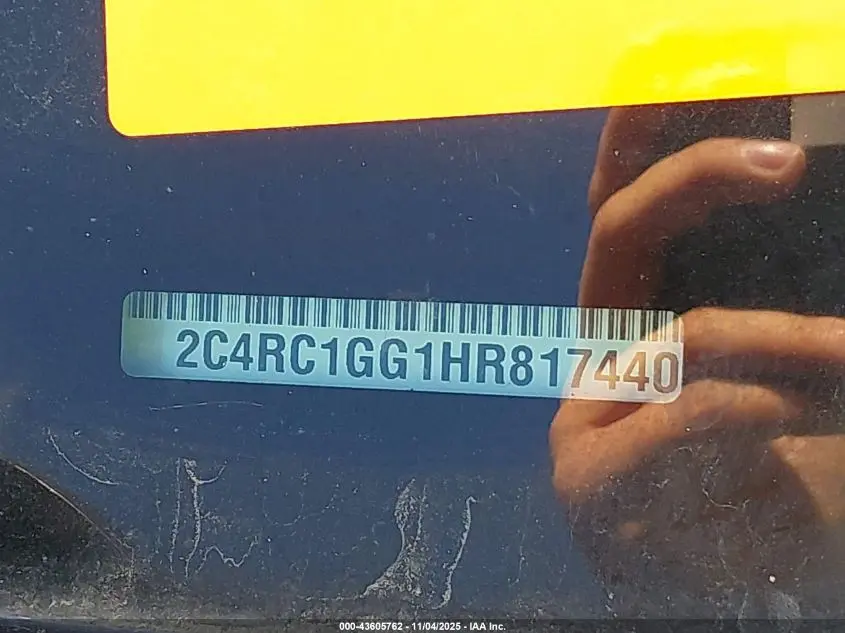 2C4RC1GG1HR817440
000-43605762 - 11/04/2025 - IAA Inc.